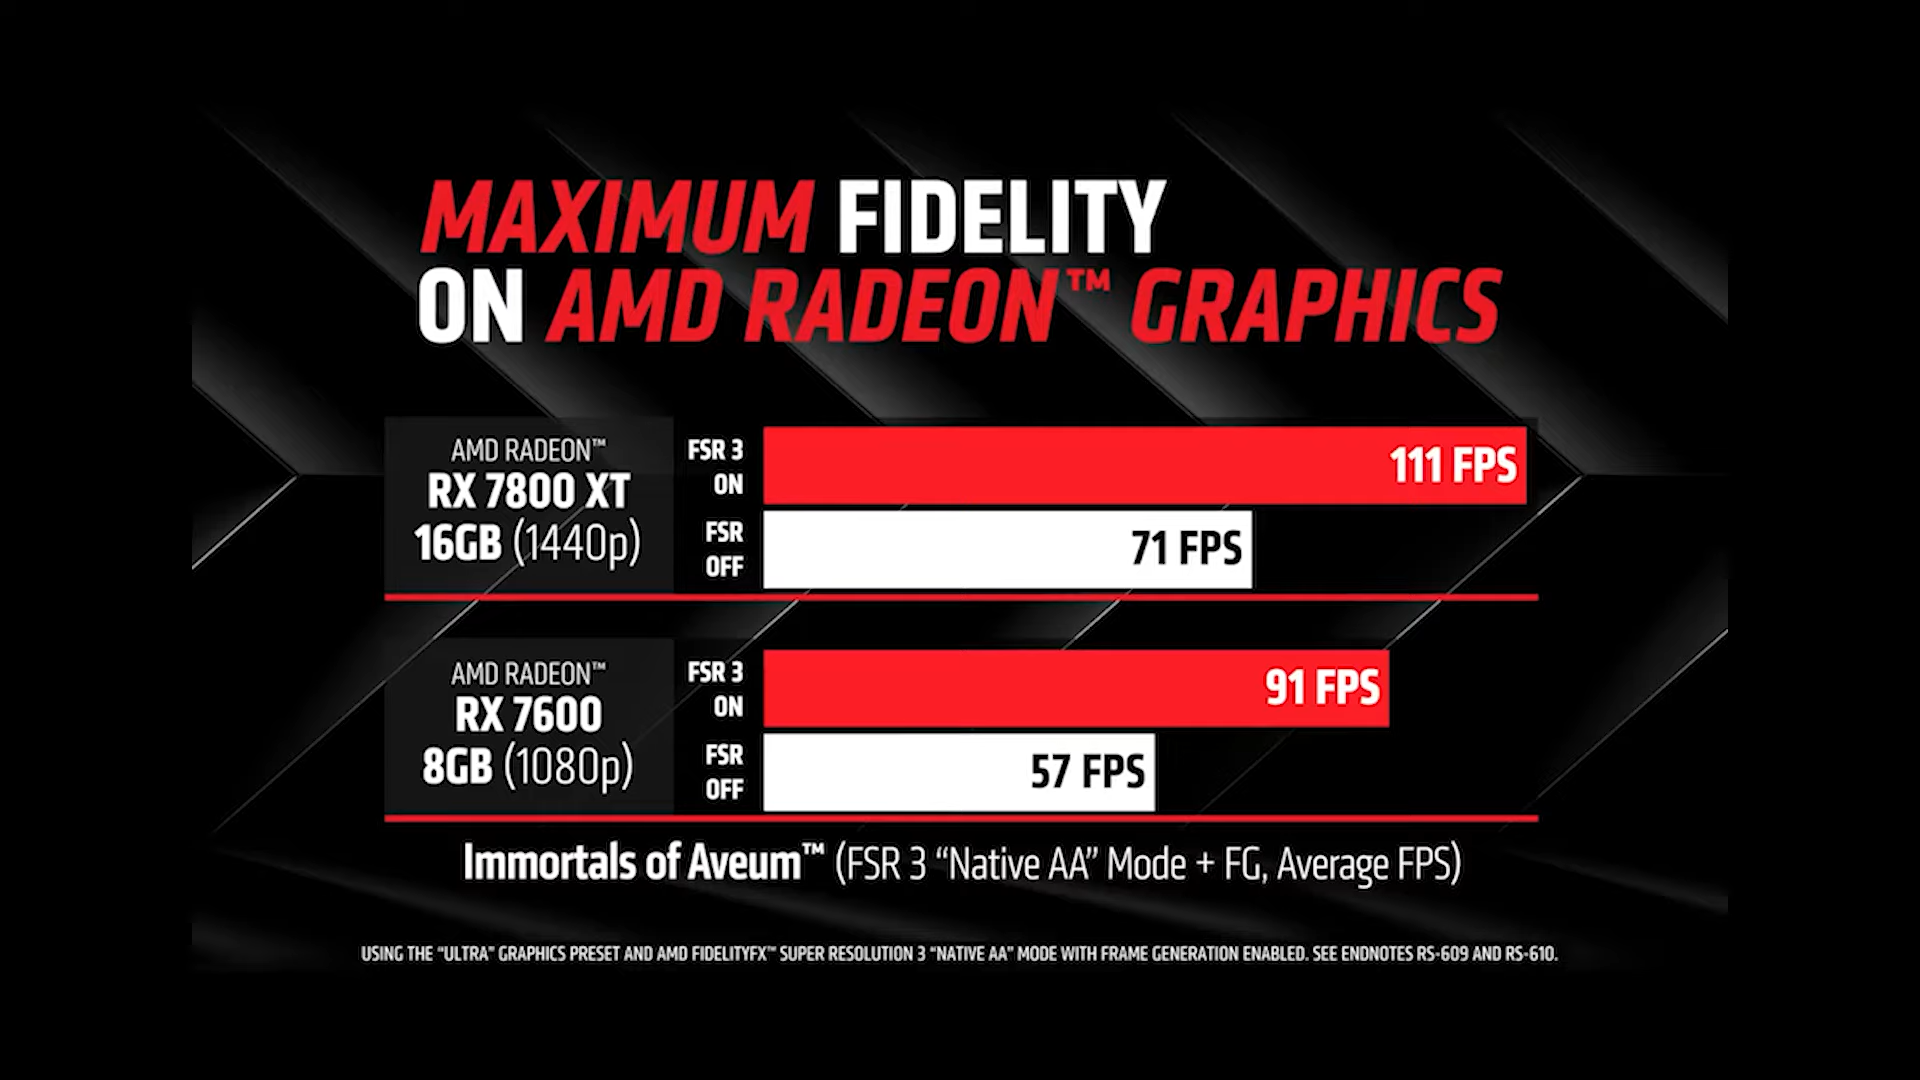 MAXIMUM FIDELITY
ON AMD RADEON™ GRAPHICS
AMD RADEON™
RX 7800 XT
16GB (1440p)
FSR 3
ON
111 FPS
FSR
OFF
71 FPS
AMD RADEON™
RX 7600
8GB (1080p)
FSR 3
ON
91 FPS
FSR
OFF
57 FPS
Immortals of Aveum™ (FSR 3 “Native AA” Mode + FG, Average FPS)
USING THE “ULTRA” GRAPHICS PRESET AND AMD FIDELITYFX™ SUPER RESOLUTION 3 “NATIVE AA” MODE WITH FRAME GENERATION ENABLED. SEE ENDNOTES RS-609 AND RS-610.